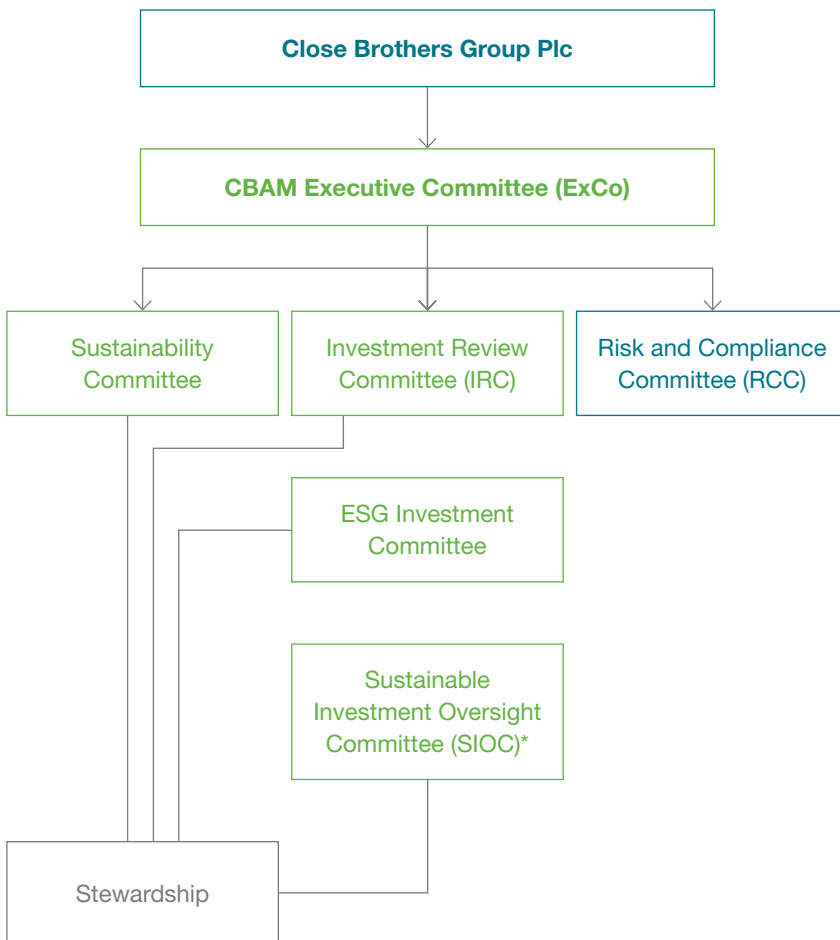 Close Brothers Group Plc
CBAM Executive Committee (ExCo)
Sustainability
Committee
Investment Review
Committee (IRC)
Risk and Compliance
Committee (RCC)
ESG Investment
Committee
Sustainable
Investment Oversight
Committee (SIOC)*
Stewardship